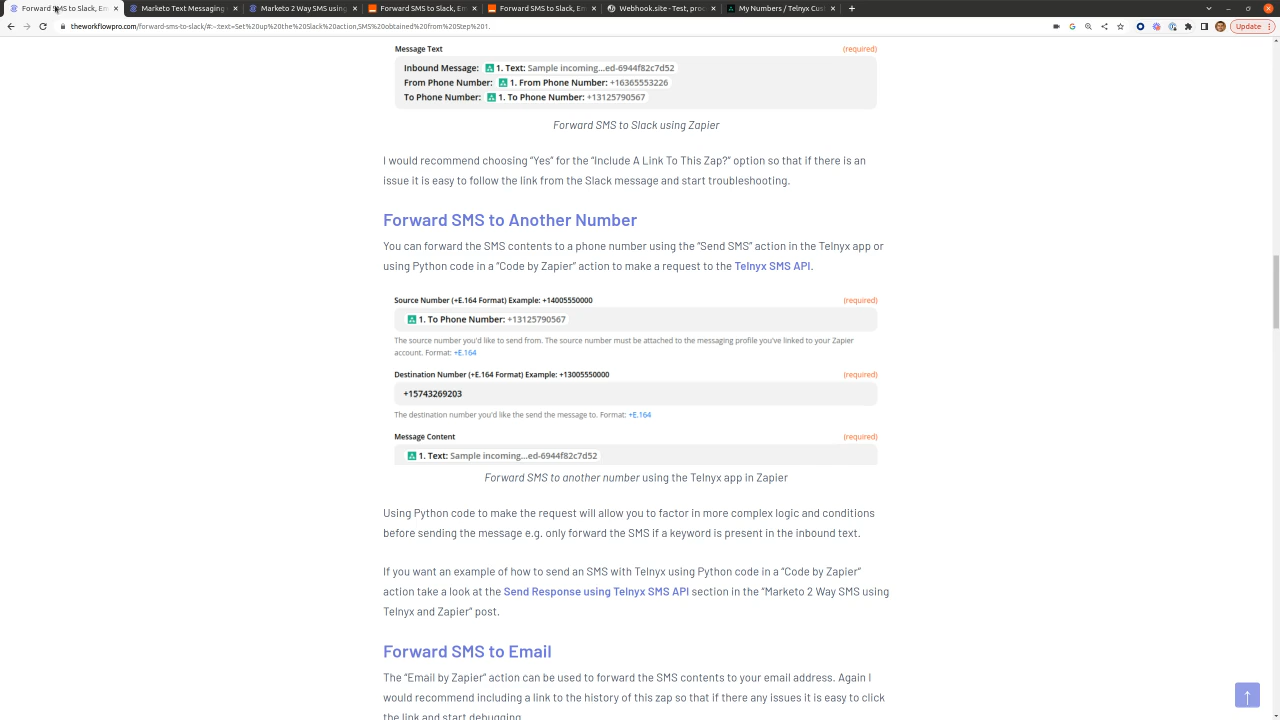 Forward SMS to Slack, Em
Marketo Text Messaging
Marketo 2 Way SMS using
Forward SMS to Slack, Em
Forward SMS to Slack, Em
Webhook.site - Test, proc
My Numbers / Telnyx Cus
theworkflowpro.com/forward-sms-to-slack/#:~:text=Set%20up%20the%20Slack%20action,SMS%20obtained%20from%20Step%201.
Update
Message Text (required)
Inbound Message: 1. Text: Sample incoming...ed-6944f82c7d52
From Phone Number: 1. From Phone Number: +16365553226
To Phone Number: 1. To Phone Number: +13125790567
Forward SMS to Slack using Zapier
I would recommend choosing “Yes” for the “Include A Link To This Zap?” option so that if there is an
issue it is easy to follow the link from the Slack message and start troubleshooting.
Forward SMS to Another Number
You can forward the SMS contents to a phone number using the “Send SMS” action in the Telnyx app or
using Python code in a “Code by Zapier” action to make a request to the Telnyx SMS API.
Source Number (+E.164 Format) Example: +14005550000 (required)
1. To Phone Number: +13125790567
The source number you'd like to send from. The source number must be attached to the messaging profile you've linked to your Zapier
account. Format: +E.164
Destination Number (+E.164 Format) Example: +13005550000 (required)
+15743269203
The destination number you'd like the send the message to. Format: +E.164
Message Content (required)
1. Text: Sample incoming...ed-6944f82c7d52
Forward SMS to another number using the Telnyx app in Zapier
Using Python code to make the request will allow you to factor in more complex logic and conditions
before sending the message e.g. only forward the SMS if a keyword is present in the inbound text.
If you want an example of how to send an SMS with Telnyx using Python code in a “Code by Zapier”
action take a look at the Send Response using Telnyx SMS API section in the “Marketo 2 Way SMS using
Telnyx and Zapier” post.
Forward SMS to Email
The “Email by Zapier” action can be used to forward the SMS contents to your email address. Again I
would recommend including a link to the history of this zap so that if there any issues it is easy to click
the link and start debugging.